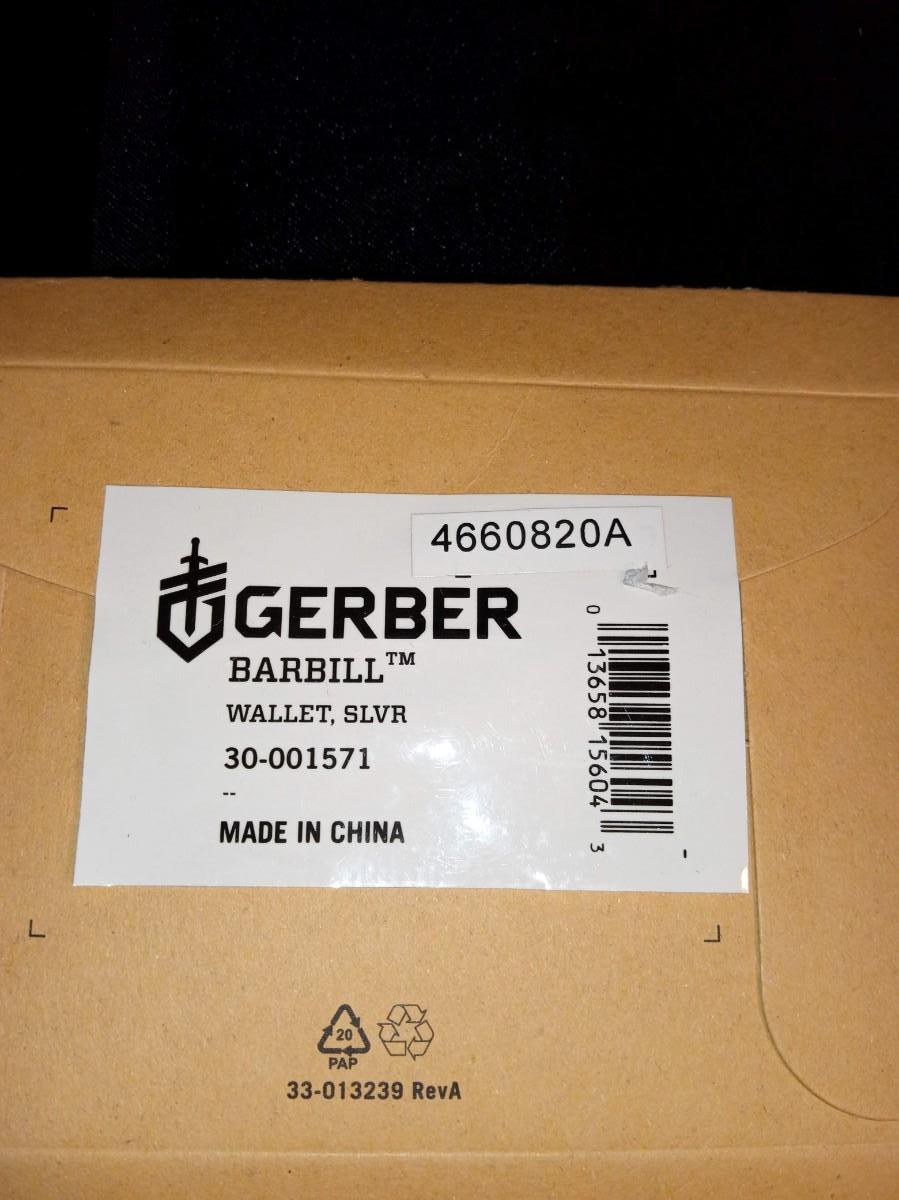 4660820A
GERBER
BARBILL™
WALLET, SLVR
30-001571
--
MADE IN CHINA
0 13658 15604 3
20
PAP
33-013239 RevA